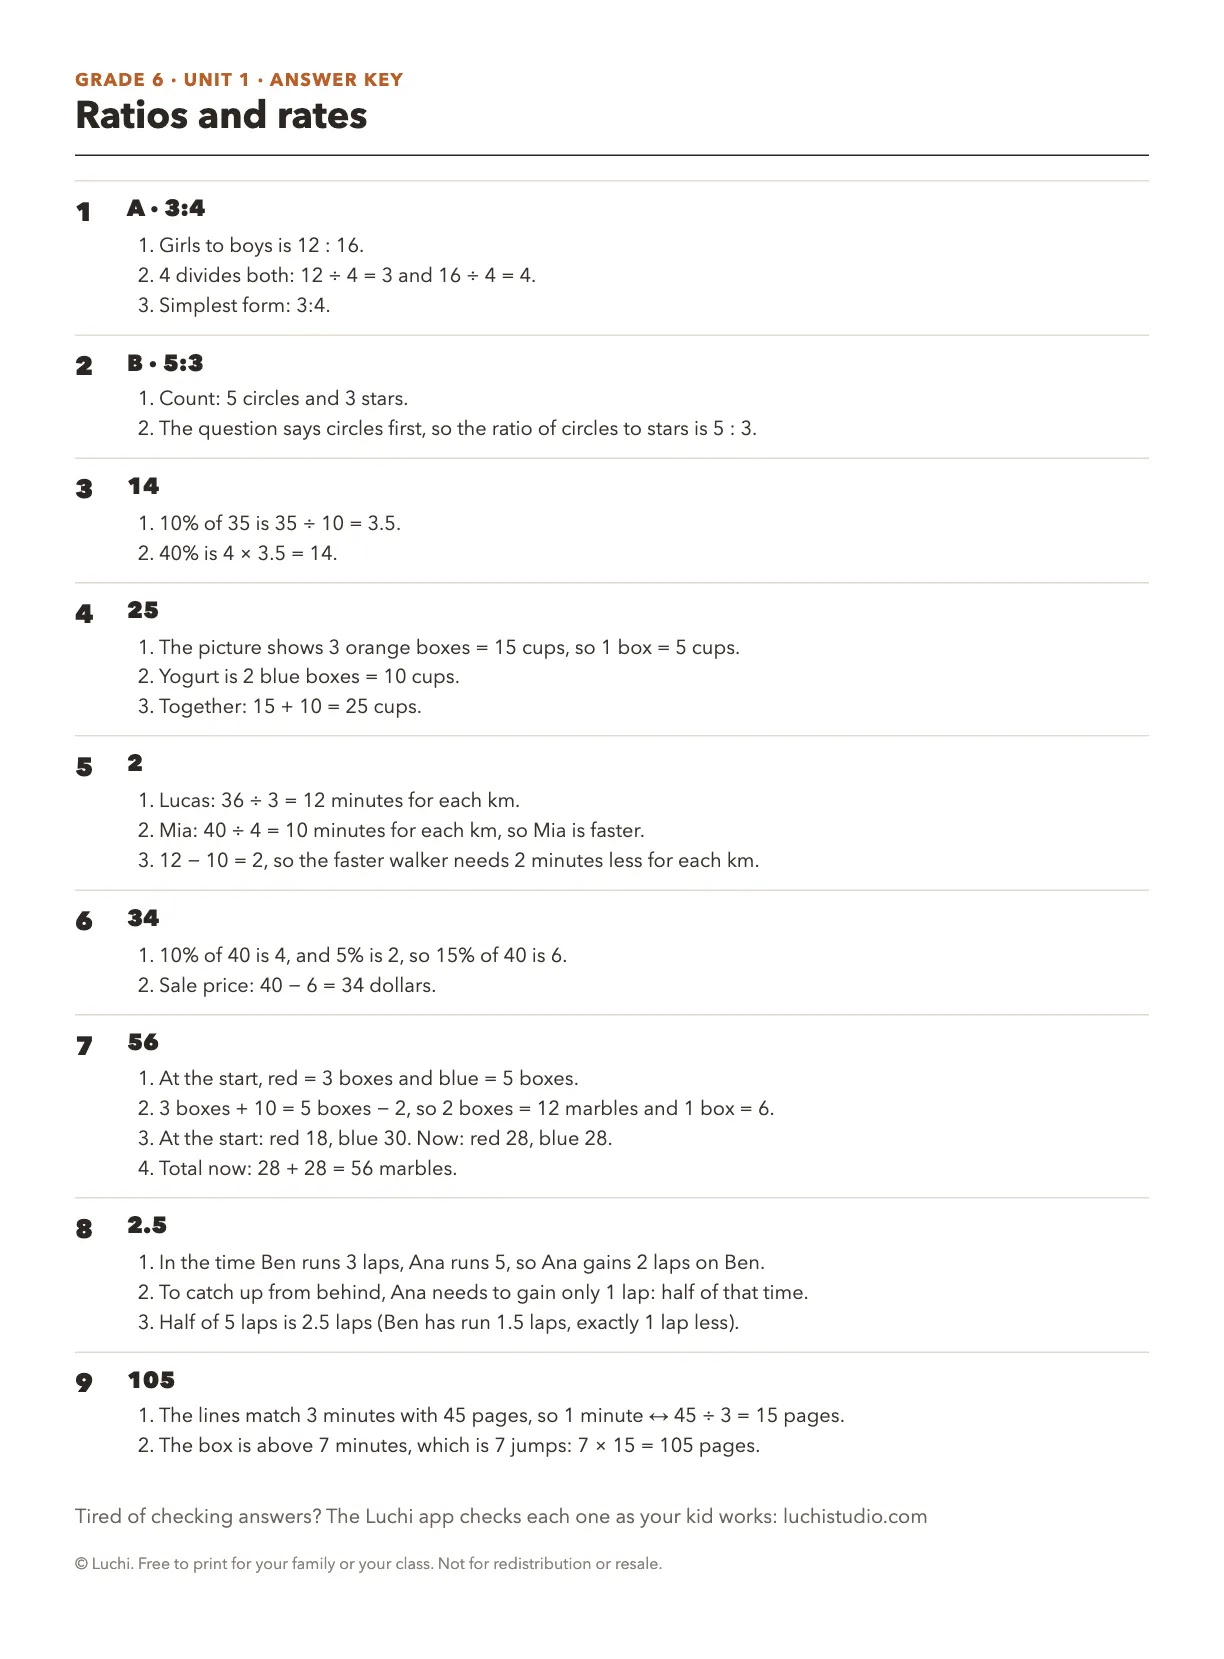 GRADE 6 · UNIT 1 · ANSWER KEY
Ratios and rates
1 A · 3:4
1. Girls to boys is 12 : 16.
2. 4 divides both: 12 ÷ 4 = 3 and 16 ÷ 4 = 4.
3. Simplest form: 3:4.
2 B · 5:3
1. Count: 5 circles and 3 stars.
2. The question says circles first, so the ratio of circles to stars is 5 : 3.
3 14
1. 10% of 35 is 35 ÷ 10 = 3.5.
2. 40% is 4 × 3.5 = 14.
4 25
1. The picture shows 3 orange boxes = 15 cups, so 1 box = 5 cups.
2. Yogurt is 2 blue boxes = 10 cups.
3. Together: 15 + 10 = 25 cups.
5 2
1. Lucas: 36 ÷ 3 = 12 minutes for each km.
2. Mia: 40 ÷ 4 = 10 minutes for each km, so Mia is faster.
3. 12 − 10 = 2, so the faster walker needs 2 minutes less for each km.
6 34
1. 10% of 40 is 4, and 5% is 2, so 15% of 40 is 6.
2. Sale price: 40 − 6 = 34 dollars.
7 56
1. At the start, red = 3 boxes and blue = 5 boxes.
2. 3 boxes + 10 = 5 boxes − 2, so 2 boxes = 12 marbles and 1 box = 6.
3. At the start: red 18, blue 30. Now: red 28, blue 28.
4. Total now: 28 + 28 = 56 marbles.
8 2.5
1. In the time Ben runs 3 laps, Ana runs 5, so Ana gains 2 laps on Ben.
2. To catch up from behind, Ana needs to gain only 1 lap: half of that time.
3. Half of 5 laps is 2.5 laps (Ben has run 1.5 laps, exactly 1 lap less).
9 105
1. The lines match 3 minutes with 45 pages, so 1 minute ↔ 45 ÷ 3 = 15 pages.
2. The box is above 7 minutes, which is 7 jumps: 7 × 15 = 105 pages.
Tired of checking answers? The Luchi app checks each one as your kid works: luchistudio.com
© Luchi. Free to print for your family or your class. Not for redistribution or resale.